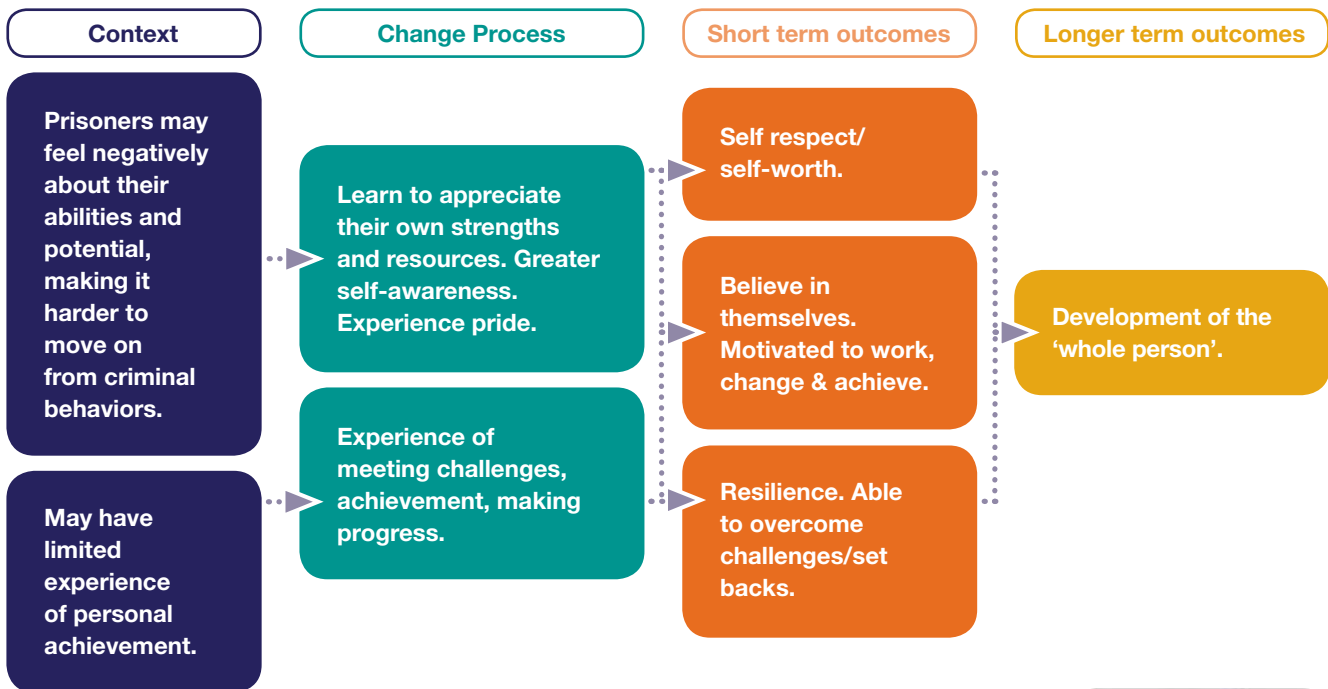 Context
Change Process
Short term outcomes
Longer term outcomes
Prisoners may
feel negatively
about their
abilities and
potential,
making it
harder to
move on
from criminal
behaviors.
May have
limited
experience
of personal
achievement.
Learn to appreciate
their own strengths
and resources. Greater
self-awareness.
Experience pride.
Experience of
meeting challenges,
achievement, making
progress.
Self respect/
self-worth.
Believe in
themselves.
Motivated to work,
change & achieve.
Resilience. Able
to overcome
challenges/set
backs.
Development of the
‘whole person’.